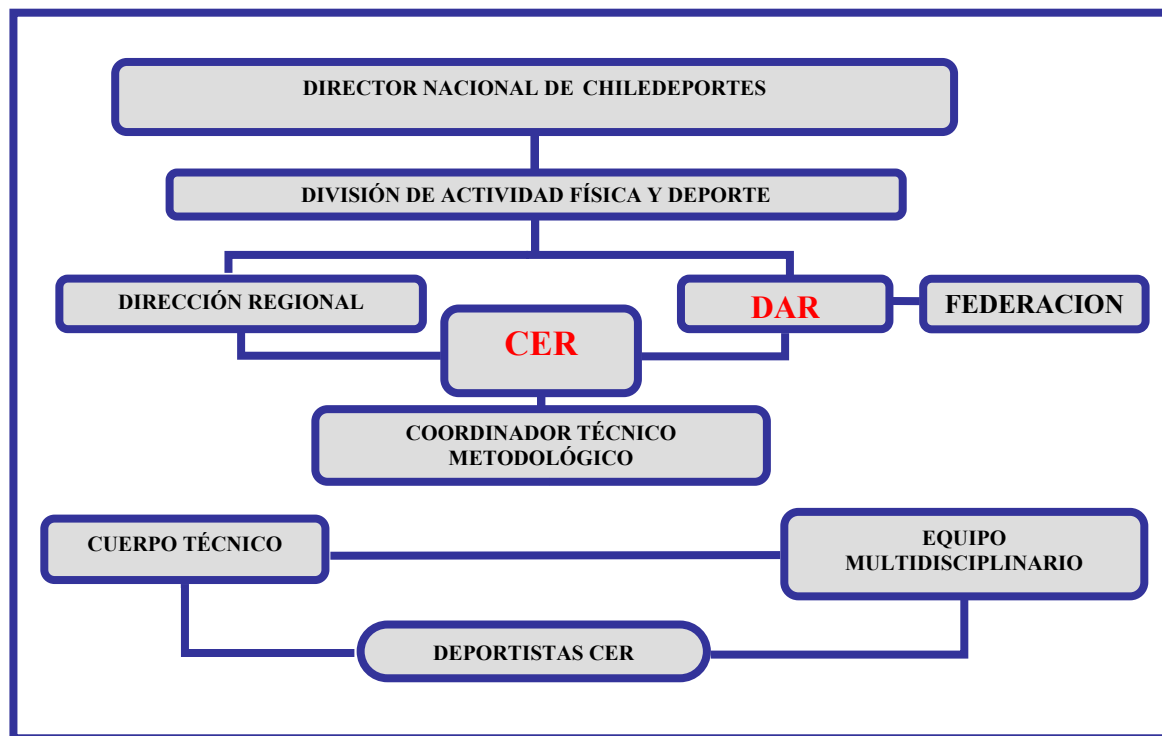 DIRECTOR NACIONAL DE CHILEDEPORTES
DIVISIÓN DE ACTIVIDAD FÍSICA Y DEPORTE
DIRECCIÓN REGIONAL
DAR
FEDERACION
CER
COORDINADOR TÉCNICO
METODOLÓGICO
CUERPO TÉCNICO
EQUIPO
MULTIDISCIPLINARIO
DEPORTISTAS CER